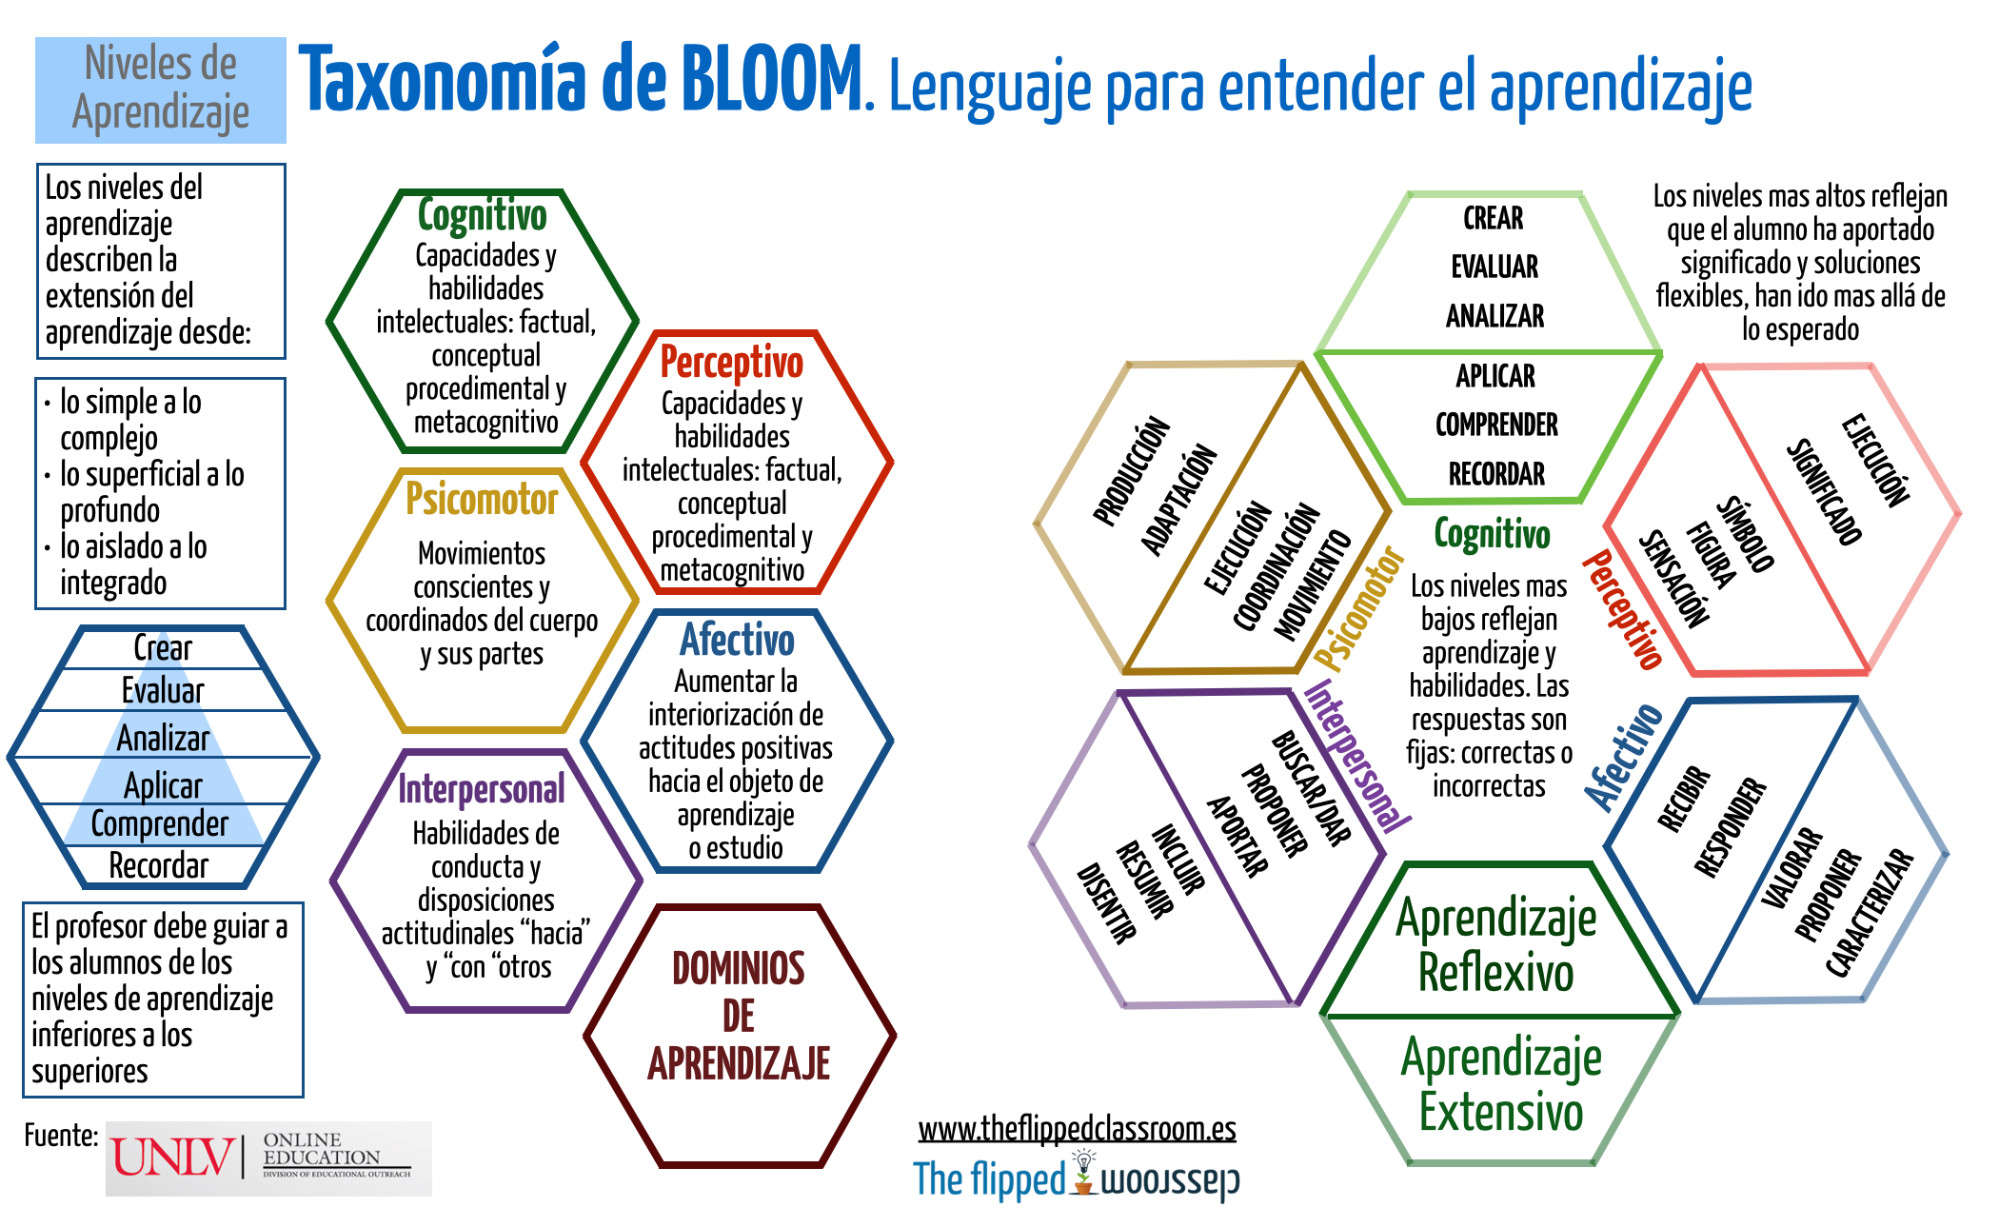 Niveles de
Aprendizaje
Taxonomía de BLOOM. Lenguaje para entender el aprendizaje
Los niveles del
aprendizaje
describen la
extensión del
aprendizaje desde:
• lo simple a lo
complejo
• lo superficial a lo
profundo
• lo aislado a lo
integrado
Crear
Evaluar
Analizar
Aplicar
Comprender
Recordar
El profesor debe guiar a
los alumnos de los
niveles de aprendizaje
inferiores a los
superiores
Fuente:
UNLV
ONLINE
EDUCATION
DIVISION OF EDUCATIONAL OUTREACH
Cognitivo
Capacidades y
habilidades
intelectuales: factual,
conceptual
procedimental y
metacognitivo
Perceptivo
Capacidades y
habilidades
intelectuales: factual,
conceptual
procedimental y
metacognitivo
Psicomotor
Movimientos
conscientes y
coordinados del cuerpo
y sus partes
Afectivo
Aumentar la
interiorización de
actitudes positivas
hacia el objeto de
aprendizaje
o estudio
Interpersonal
Habilidades de
conducta y
disposiciones
actitudinales “hacia”
y “con “otros
DOMINIOS
DE
APRENDIZAJE
www.theflippedclassroom.es
The flipped classroom
CREAR
EVALUAR
ANALIZAR
APLICAR
COMPRENDER
RECORDAR
Cognitivo
Los niveles mas altos reflejan
que el alumno ha aportado
significado y soluciones
flexibles, han ido mas allá de
lo esperado
PRODUCCIÓN
ADAPTACIÓN
EJECUCIÓN
COORDINACIÓN
MOVIMIENTO
Psicomotor
EJECUCIÓN
SIGNIFICADO
SÍMBOLO
FIGURA
SENSACIÓN
Perceptivo
Los niveles mas
bajos reflejan
aprendizaje y
habilidades. Las
respuestas son
fijas: correctas o
incorrectas
Interpersonal
BUSCAR/DAR
PROPONER
APORTAR
INCLUIR
RESUMIR
DISENTIR
Afectivo
RECIBIR
RESPONDER
VALORAR
PROPONER
CARACTERIZAR
Aprendizaje
Reflexivo
Aprendizaje
Extensivo